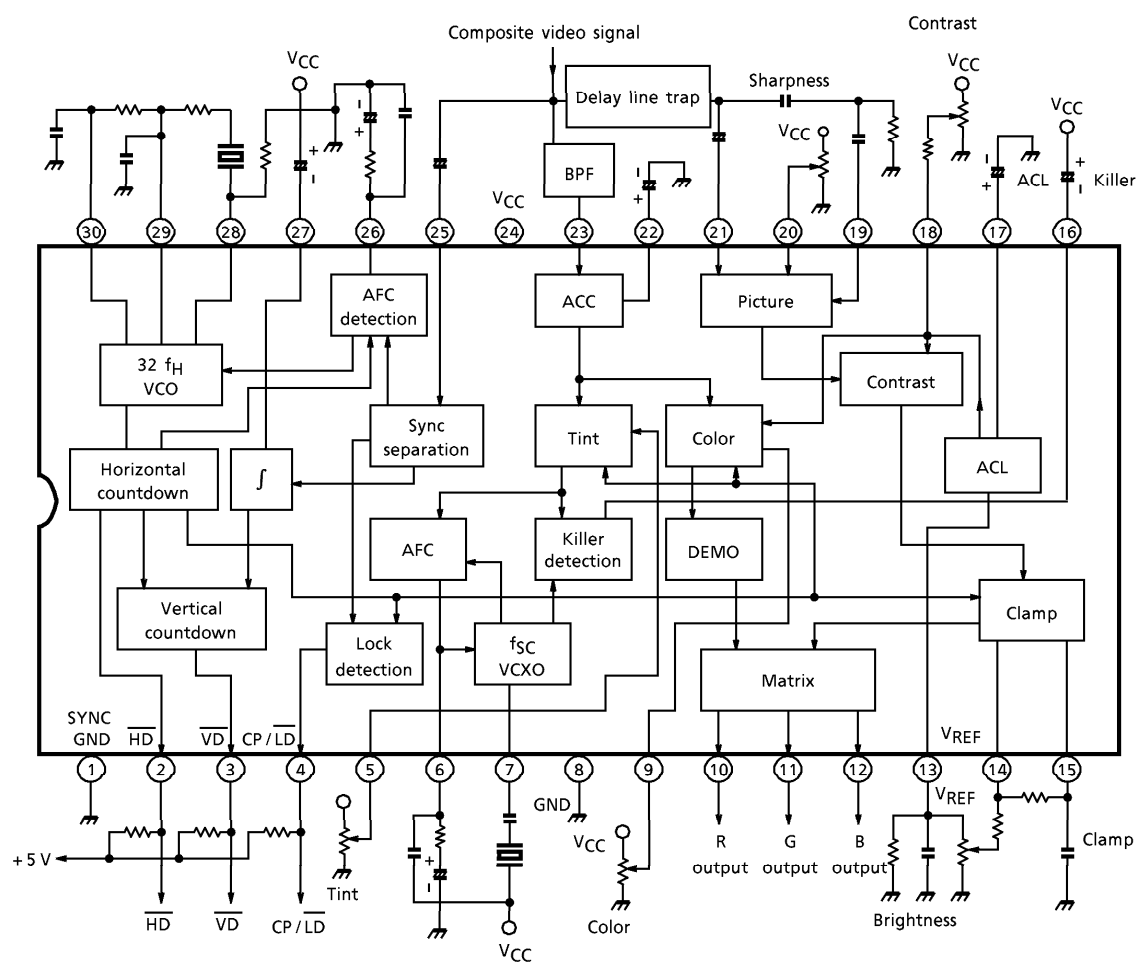 Composite video signal
Contrast
VCC
VCC
Delay line trap
Sharpness
VCC
VCC
BPF
ACL
Killer
VCC
30 29 28 27 26 25 24 23 22 21 20 19 18 17 16
AFC
detection
ACC
Picture
32 fH
VCO
Contrast
Sync
separation
Tint
Color
ACL
Horizontal
countdown
∫
AFC
Killer
detection
DEMO
Clamp
Vertical
countdown
Lock
detection
fSC
VCXO
Matrix
SYNC
GND
HD
VD
CP / LD
VREF
1 2 3 4 5 6 7 8 9 10 11 12 13 14 15
GND
VREF
VCC
+ 5 V
Tint
+
-
R
output
G
output
B
output
Clamp
HD
VD
CP / LD
VCC
Color
Brightness